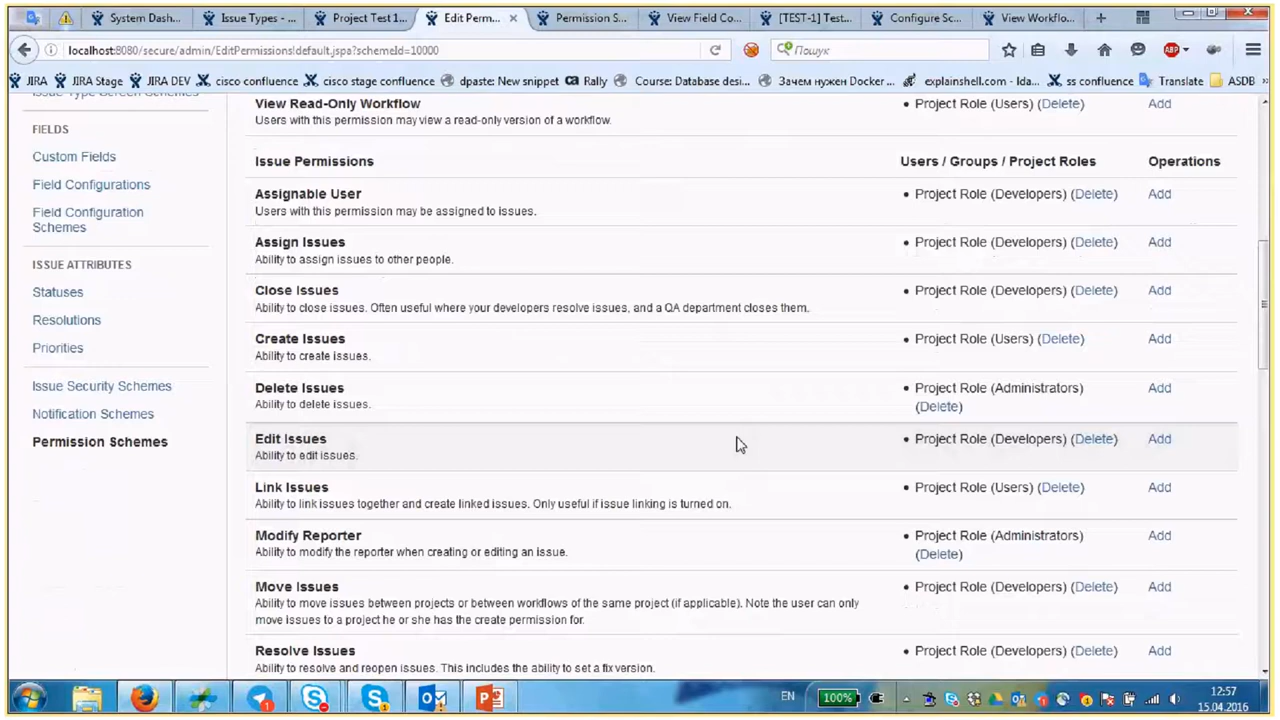 System Dash...
Issue Types - ...
Project Test 1...
Edit Perm...
Permission S...
View Field Co...
[TEST-1] Test...
Configure Sc...
View Workflo...
localhost:8080/secure/admin/EditPermissions!default.jspa?schemeId=10000
Пошук
ABP
JIRA
JIRA Stage
JIRA DEV
cisco confluence
cisco stage confluence
dpaste: New snippet
ca Rally
Course: Database desi...
Зачем нужен Docker ...
explainshell.com - lda...
ss confluence
Translate
ASDB
Issue Type Screen Schemes
FIELDS
Custom Fields
Field Configurations
Field Configuration
Schemes
ISSUE ATTRIBUTES
Statuses
Resolutions
Priorities
Issue Security Schemes
Notification Schemes
Permission Schemes
View Read-Only Workflow • Project Role (Users) (Delete) Add
Users with this permission may view a read-only version of a workflow.
Issue Permissions Users / Groups / Project Roles Operations
Assignable User • Project Role (Developers) (Delete) Add
Users with this permission may be assigned to issues.
Assign Issues • Project Role (Developers) (Delete) Add
Ability to assign issues to other people.
Close Issues • Project Role (Developers) (Delete) Add
Ability to close issues. Often useful where your developers resolve issues, and a QA department closes them.
Create Issues • Project Role (Users) (Delete) Add
Ability to create issues.
Delete Issues • Project Role (Administrators) Add
Ability to delete issues. (Delete)
Edit Issues • Project Role (Developers) (Delete) Add
Ability to edit issues.
Link Issues • Project Role (Users) (Delete) Add
Ability to link issues together and create linked issues. Only useful if issue linking is turned on.
Modify Reporter • Project Role (Administrators) Add
Ability to modify the reporter when creating or editing an issue. (Delete)
Move Issues • Project Role (Developers) (Delete) Add
Ability to move issues between projects or between workflows of the same project (if applicable). Note the user can only
move issues to a project he or she has the create permission for.
Resolve Issues • Project Role (Developers) (Delete) Add
Ability to resolve and reopen issues. This includes the ability to set a fix version.
EN
100%
12:57
15.04.2016